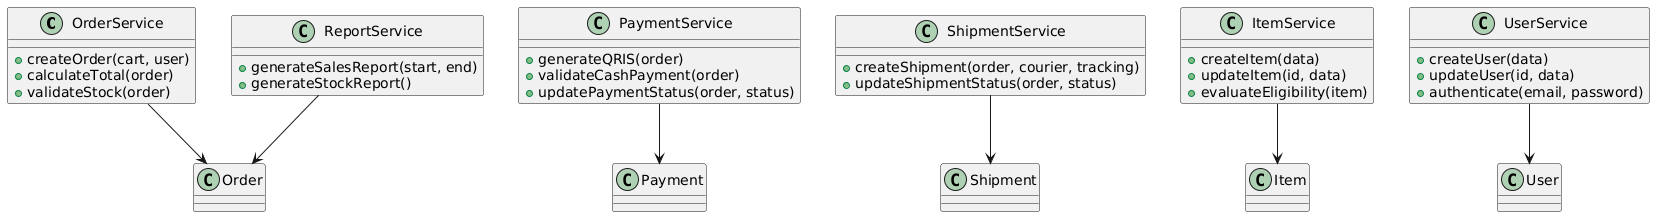 C OrderService
createOrder(cart, user)
calculateTotal(order)
validateStock(order)
C ReportService
generateSalesReport(start, end)
generateStockReport()
C PaymentService
generateQRIS(order)
validateCashPayment(order)
updatePaymentStatus(order, status)
C ShipmentService
createShipment(order, courier, tracking)
updateShipmentStatus(order, status)
C ItemService
createItem(data)
updateItem(id, data)
evaluateEligibility(item)
C UserService
createUser(data)
updateUser(id, data)
authenticate(email, password)
C Order
C Payment
C Shipment
C Item
C User